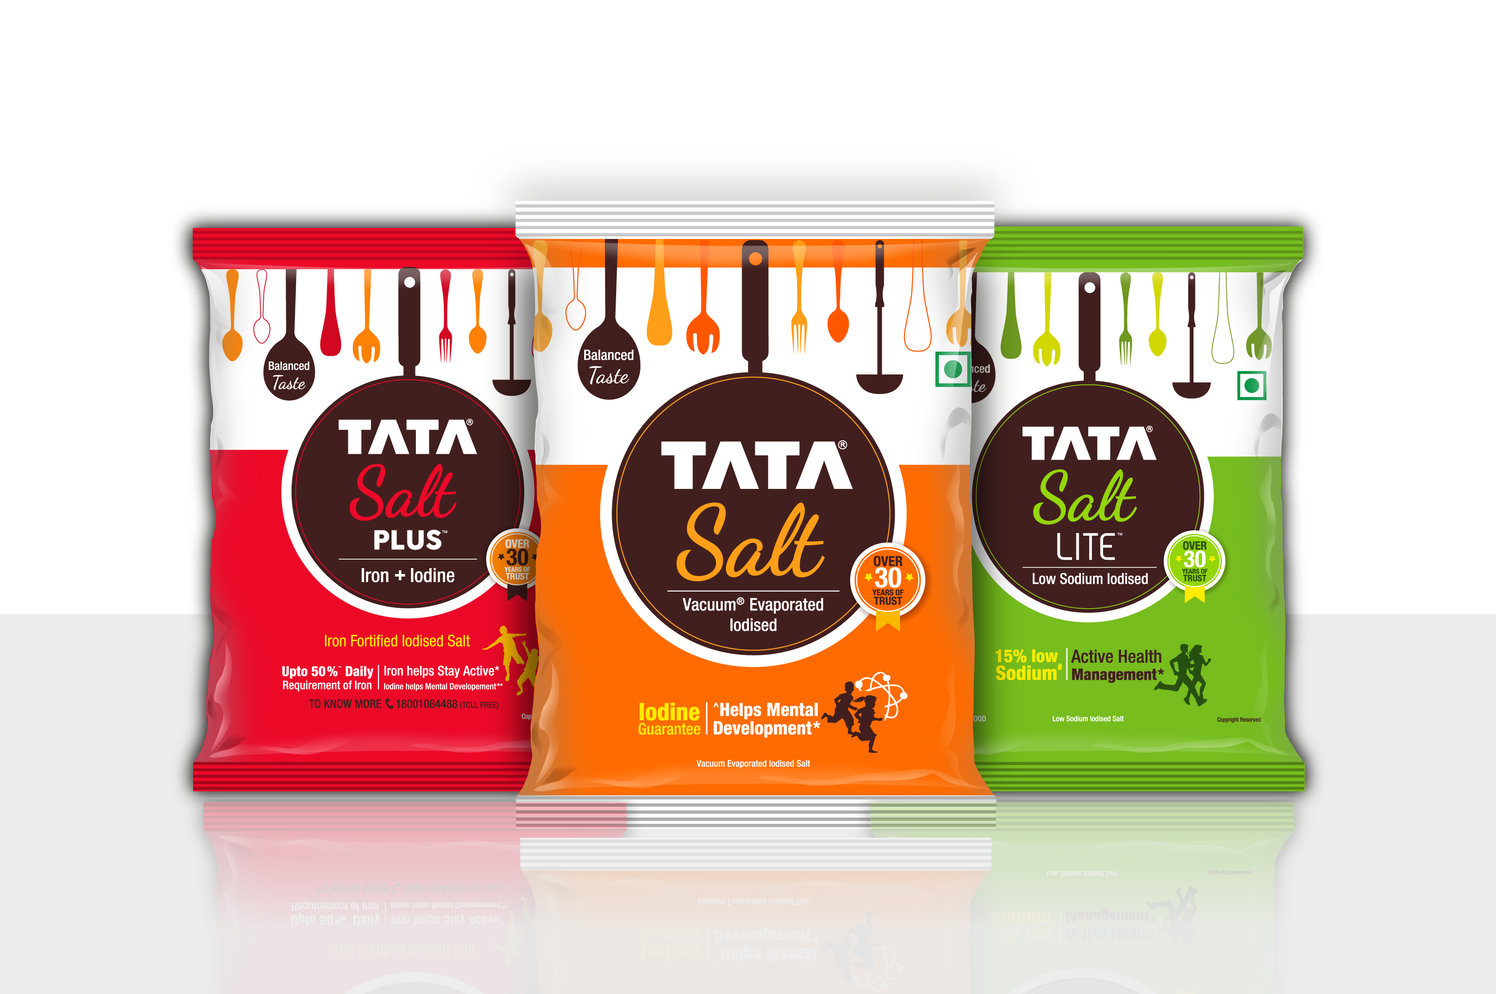 Balanced
Taste
TATA®
Salt
PLUS™
Iron + Iodine
OVER
30
YEARS OF
TRUST
Iron Fortified Iodised Salt
Upto 50%~ Daily
Requirement of Iron
Iron helps Stay Active*
Iodine helps Mental Developement**
TO KNOW MORE 18001084488 (TOLL FREE)
Balanced
Taste
TATA®
Salt
Vacuum® Evaporated
Iodised
OVER
30
YEARS OF
TRUST
Iodine
Guarantee
^Helps Mental
Development*
Vacuum Evaporated Iodised Salt
TATA®
Salt
LITE™
Low Sodium Iodised
OVER
30
YEARS OF
TRUST
15% low
Sodium#
Active Health
Management*
Low Sodium Iodised Salt
Copyright Reserved